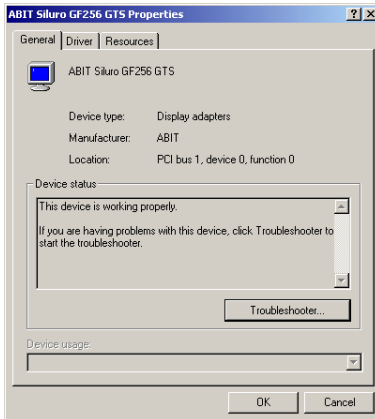 ABIT Siluro GF256 GTS Properties
General Driver Resources
ABIT Siluro GF256 GTS
Device type: Display adapters
Manufacturer: ABIT
Location: PCI bus 1, device 0, function 0
Device status
This device is working properly.
If you are having problems with this device, click Troubleshooter to
start the troubleshooter.
Troubleshooter...
Device usage:
OK Cancel